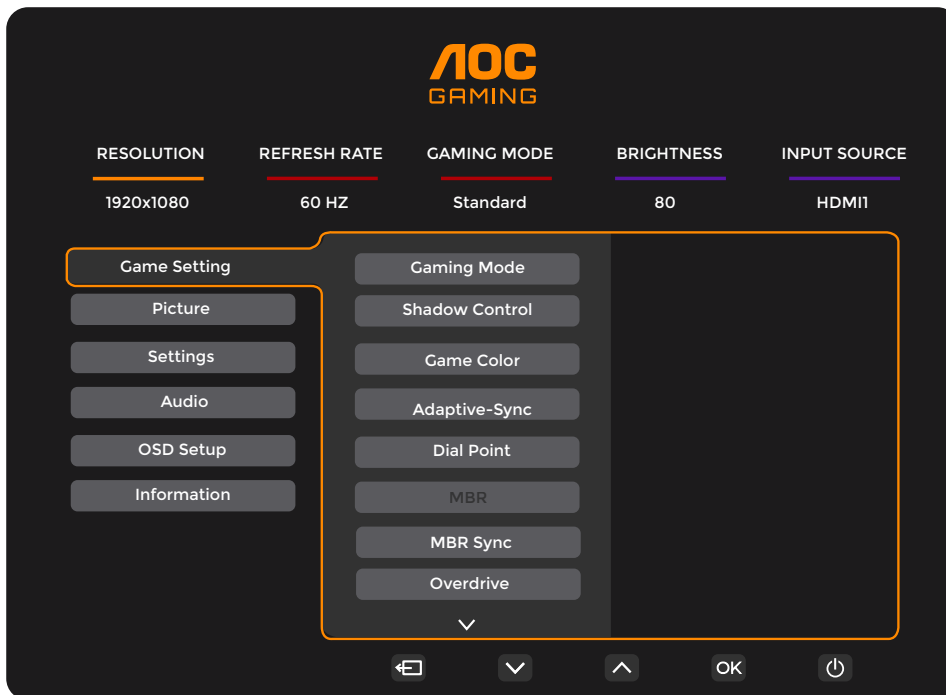 AOC
GAMING
RESOLUTION REFRESH RATE GAMING MODE BRIGHTNESS INPUT SOURCE
1920x1080 60 HZ Standard 80 HDMI1
Game Setting
Picture
Settings
Audio
OSD Setup
Information
Gaming Mode
Shadow Control
Game Color
Adaptive-Sync
Dial Point
MBR
MBR Sync
Overdrive
OK